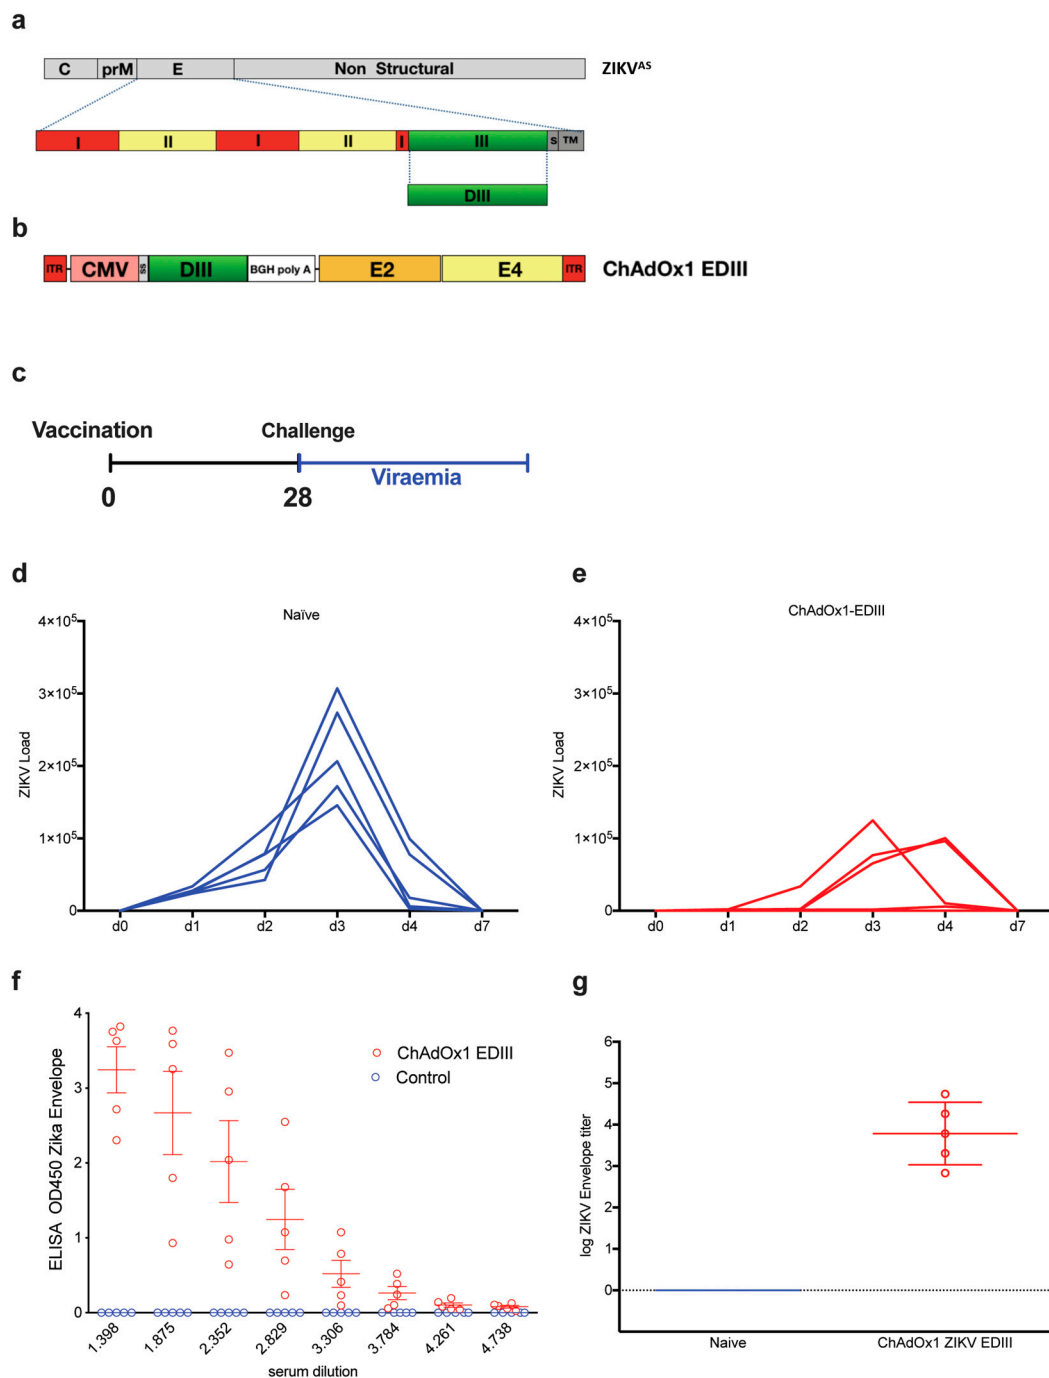 a
C prM E Non Structural ZIKVᴬˢ
I II I II I III S TM
DIII
b
ITR CMV ss DIII BGH poly A E2 E4 ITR ChAdOx1 EDIII
c
Vaccination Challenge
Viraemia
0 28
d
Naïve
4×10⁵
3×10⁵
2×10⁵
1×10⁵
0
ZIKV Load
d0 d1 d2 d3 d4 d7
e
ChAdOx1-EDIII
4×10⁵
3×10⁵
2×10⁵
1×10⁵
0
ZIKV Load
d0 d1 d2 d3 d4 d7
f
4
3
2
1
0
ELISA OD450 Zika Envelope
ChAdOx1 EDIII
Control
1.398 1.875 2.352 2.829 3.306 3.784 4.261 4.738
serum dilution
g
6
5
4
3
2
1
0
log ZIKV Envelope titer
Naive ChAdOx1 ZIKV EDIII